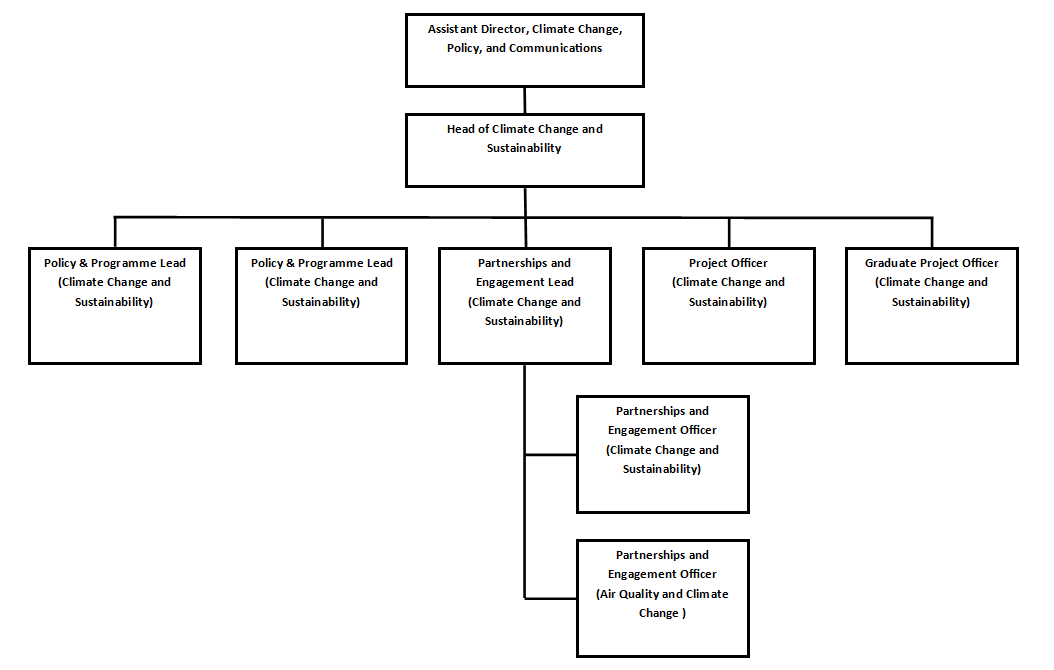 Assistant Director, Climate Change,
Policy, and Communications
Head of Climate Change and
Sustainability
Policy & Programme Lead
(Climate Change and
Sustainability)
Policy & Programme Lead
(Climate Change and
Sustainability)
Partnerships and
Engagement Lead
(Climate Change and
Sustainability)
Project Officer
(Climate Change and
Sustainability)
Graduate Project Officer
(Climate Change and
Sustainability)
Partnerships and
Engagement Officer
(Climate Change and
Sustainability)
Partnerships and
Engagement Officer
(Air Quality and Climate
Change )